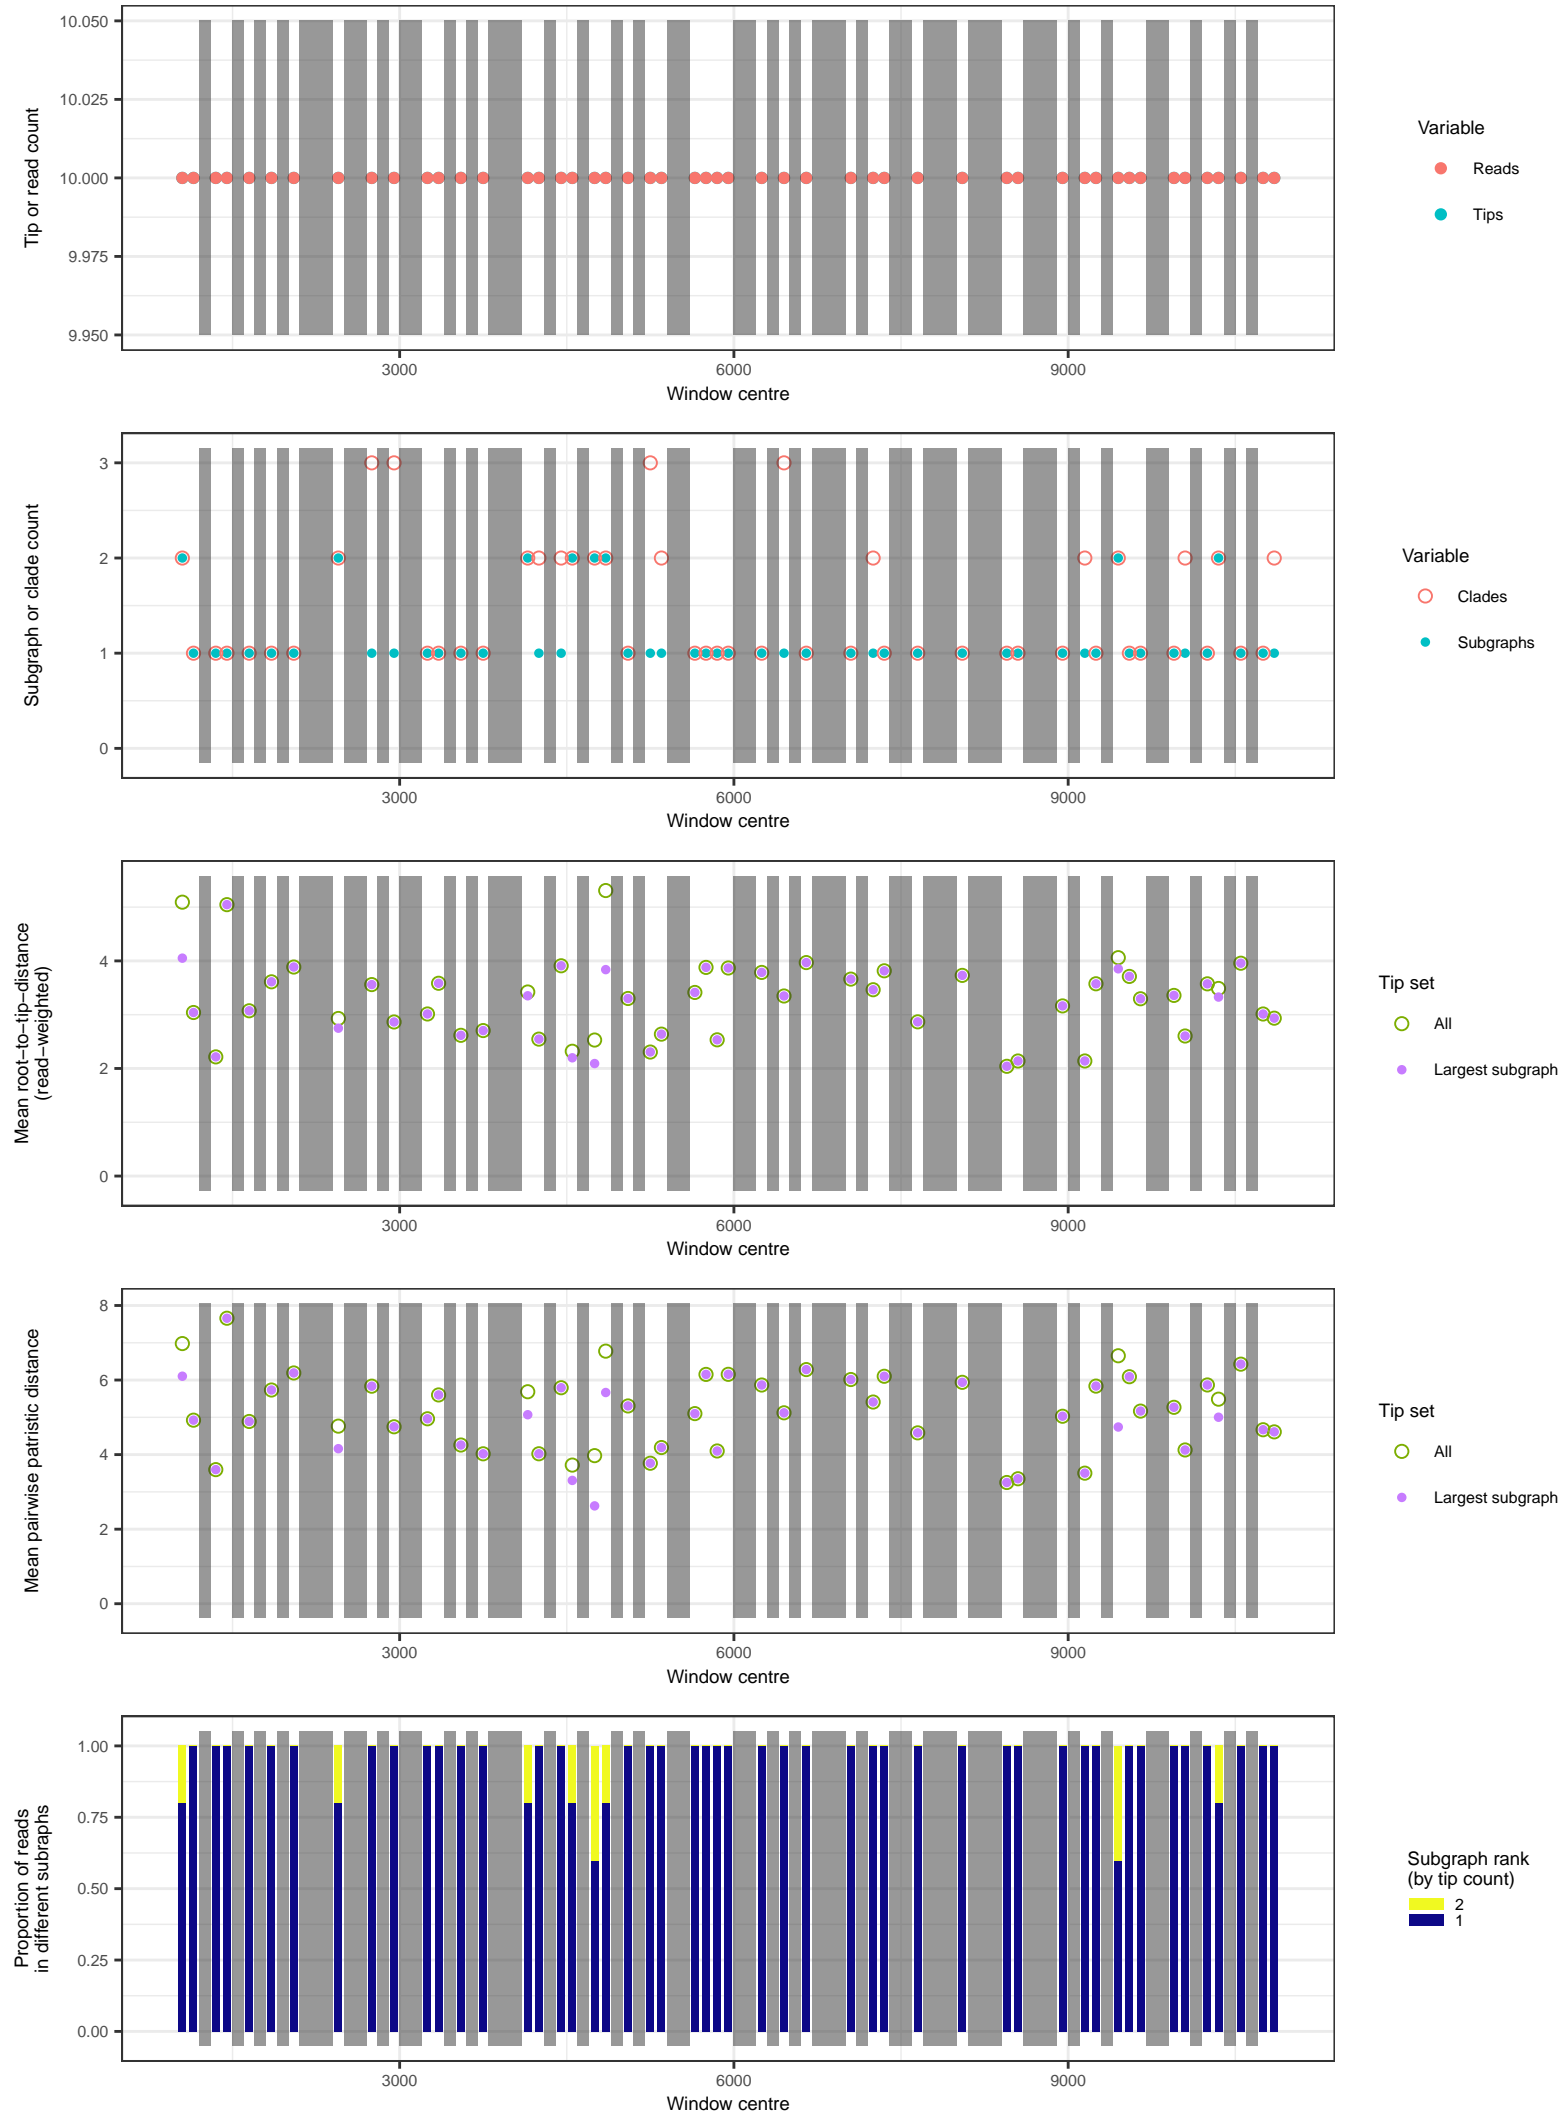 10.050
10.025
10.000
9.975
9.950
Tip or read count
3000
6000
9000
Window centre
Variable
Reads
Tips
3
2
1
0
Subgraph or clade count
3000
6000
9000
Window centre
Variable
Clades
Subgraphs
4
2
0
Mean root−to−tip−distance
(read−weighted)
3000
6000
9000
Window centre
Tip set
All
Largest subgraph
8
6
4
2
0
Mean pairwise patristic distance
3000
6000
9000
Window centre
Tip set
All
Largest subgraph
1.00
0.75
0.50
0.25
0.00
Proportion of reads
in different subraphs
3000
6000
9000
Window centre
Subgraph rank
(by tip count)
2
1